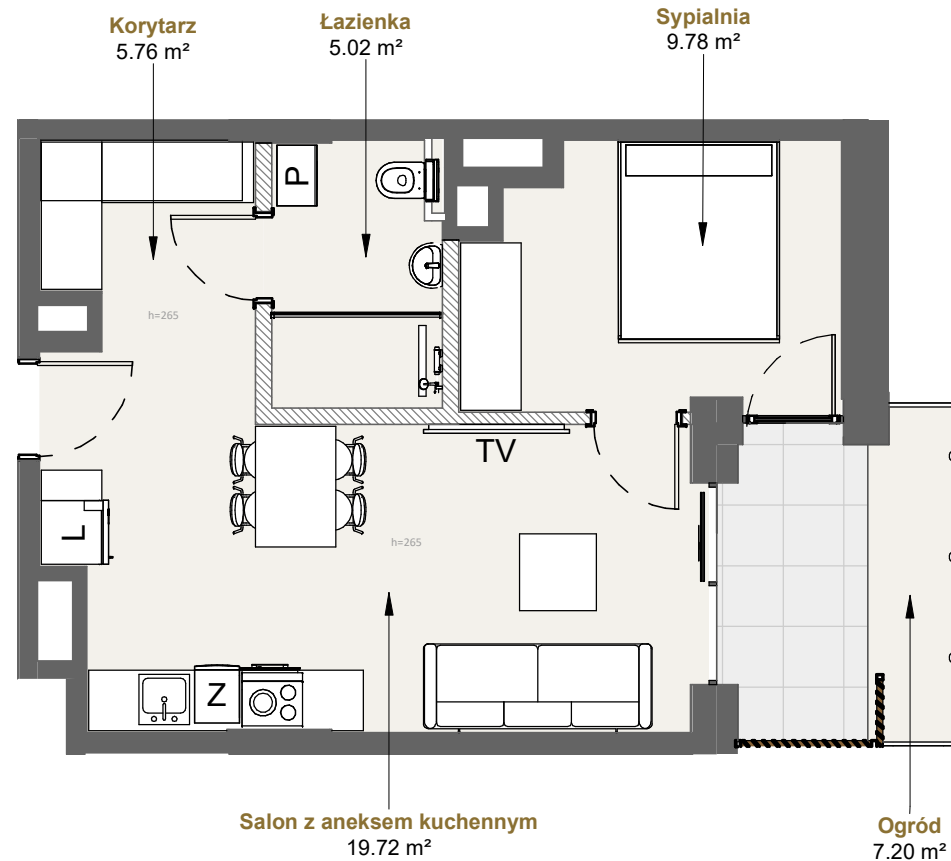 Korytarz
5.76 m²
Łazienka
5.02 m²
Sypialnia
9.78 m²
P
h=265
TV
L
h=265
Z
Salon z aneksem kuchennym
19.72 m²
Ogród
7.20 m²